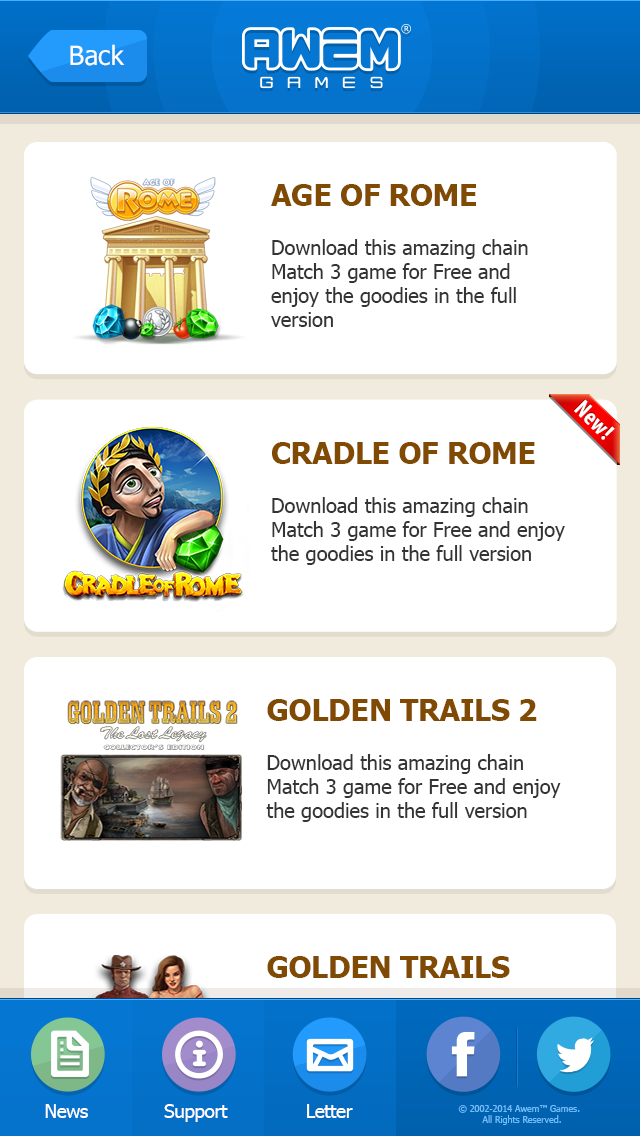 Back
AWEM®
GAMES
AGE OF
ROME
AGE OF ROME
Download this amazing chain
Match 3 game for Free and
enjoy the goodies in the full
version
New!
CRADLE OF ROME
CRADLE OF ROME
Download this amazing chain
Match 3 game for Free and enjoy
the goodies in the full version
GOLDEN TRAILS 2
The Lost Legacy
COLLECTOR'S EDITION
GOLDEN TRAILS 2
Download this amazing chain
Match 3 game for Free and enjoy
the goodies in the full version
GOLDEN TRAILS
News
Support
Letter
© 2002-2014 Awem™ Games.
All Rights Reserved.